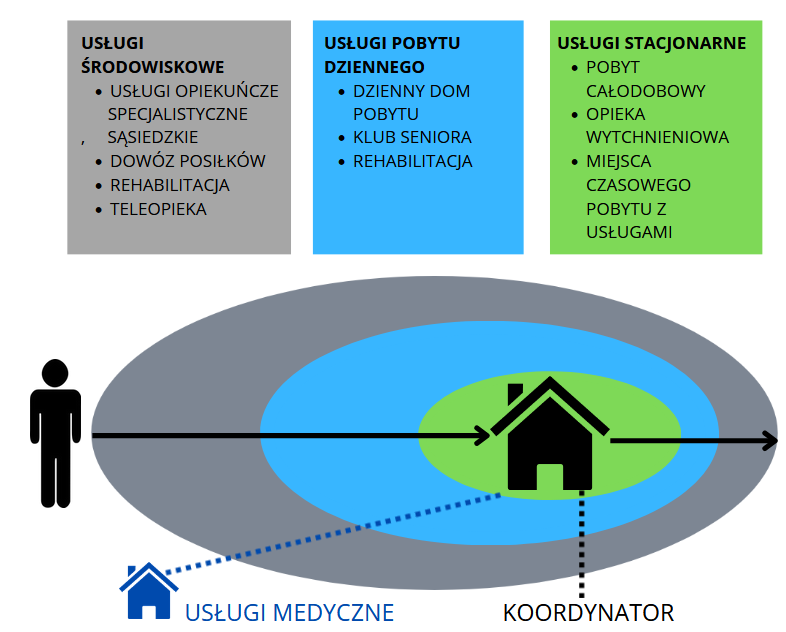 USŁUGI
ŚRODOWISKOWE
• USŁUGI OPIEKUŃCZE
SPECJALISTYCZNE
, SĄSIEDZKIE
• DOWÓZ POSIŁKÓW
• REHABILITACJA
• TELEOPIEKA
USŁUGI POBYTU
DZIENNEGO
• DZIENNY DOM
POBYTU
• KLUB SENIORA
• REHABILITACJA
USŁUGI STACJONARNE
• POBYT
CAŁODOBOWY
• OPIEKA
WYTCHNIENIOWA
• MIEJSCA
CZASOWEGO
POBYTU Z
USŁUGAMI
USŁUGI MEDYCZNE
KOORDYNATOR